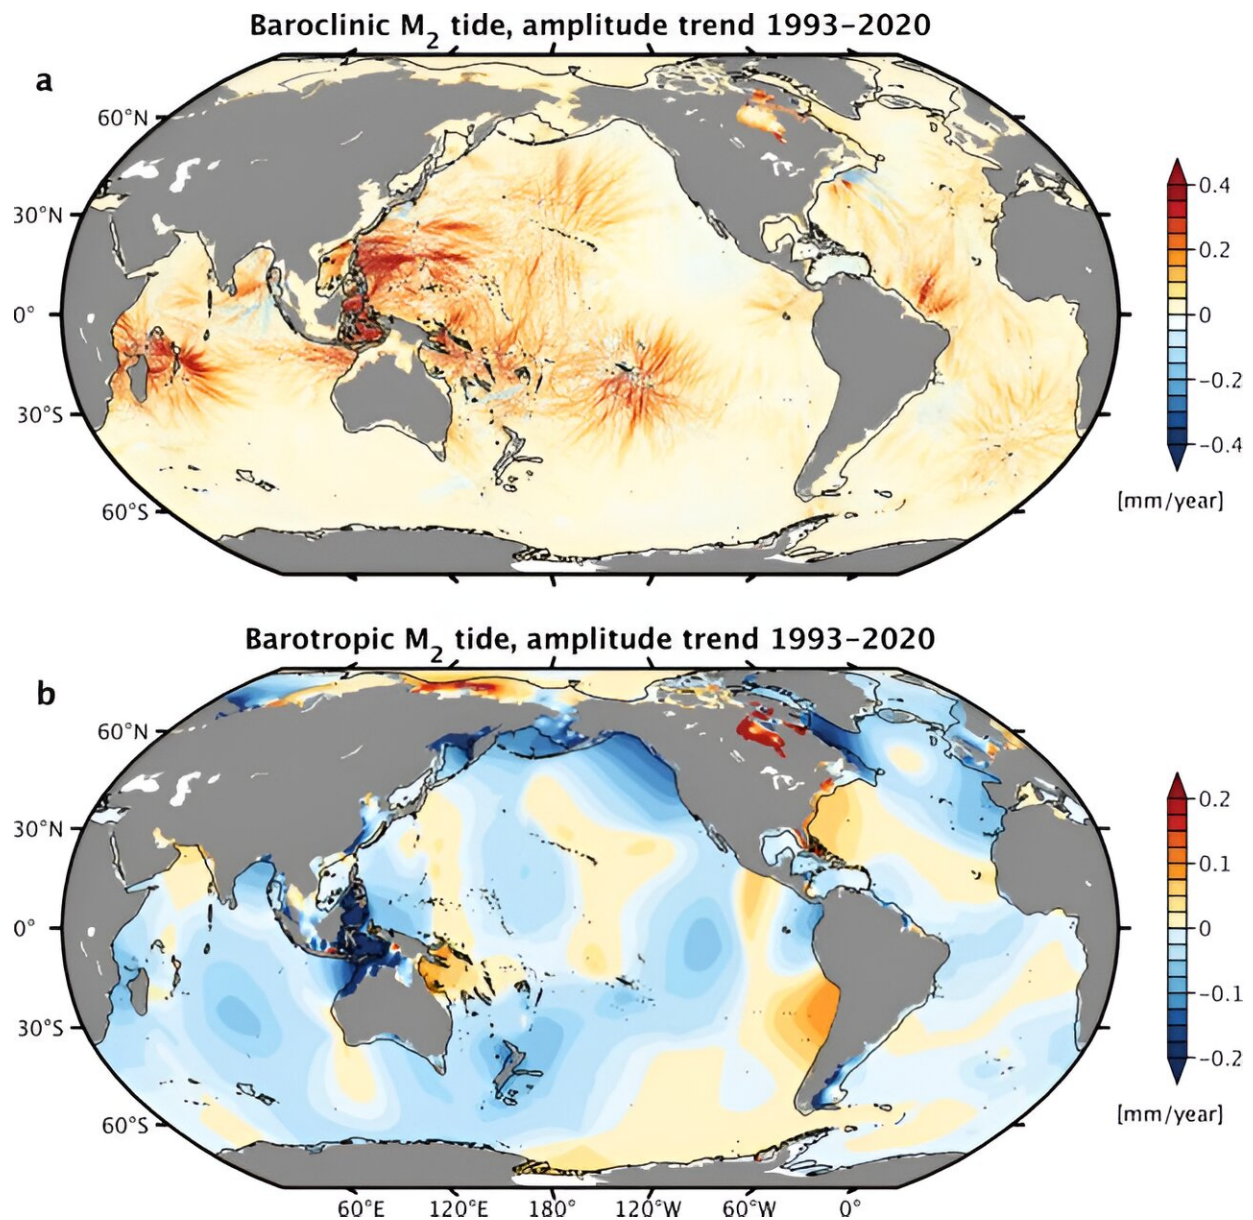 Baroclinic M₂ tide, amplitude trend 1993–2020
a
60°N
30°N
0°
30°S
60°S
0.4
0.2
0
−0.2
−0.4
[mm/year]
Barotropic M₂ tide, amplitude trend 1993–2020
b
60°N
30°N
0°
30°S
60°S
0.2
0.1
0
−0.1
−0.2
[mm/year]
60°E 120°E 180° 120°W 60°W 0°